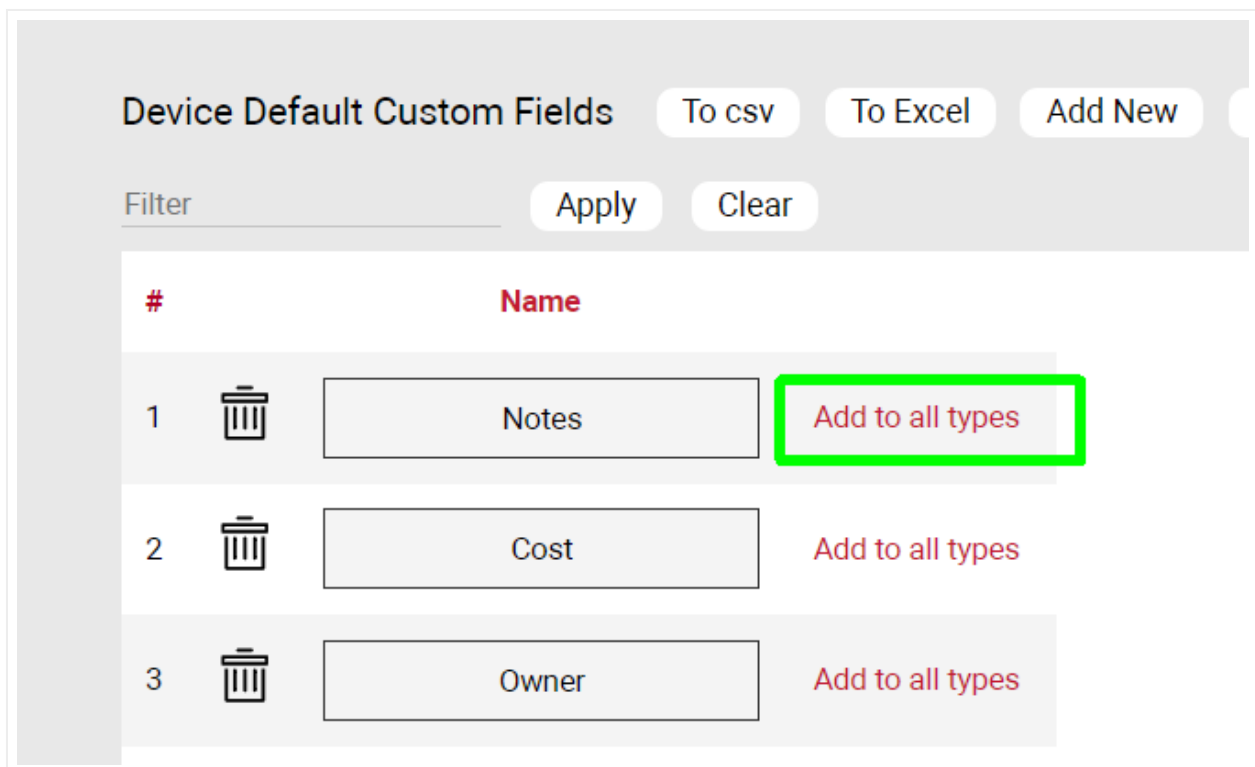 Device Default Custom Fields To csv To Excel Add New
Filter Apply Clear
# Name
1 Notes Add to all types
2 Cost Add to all types
3 Owner Add to all types